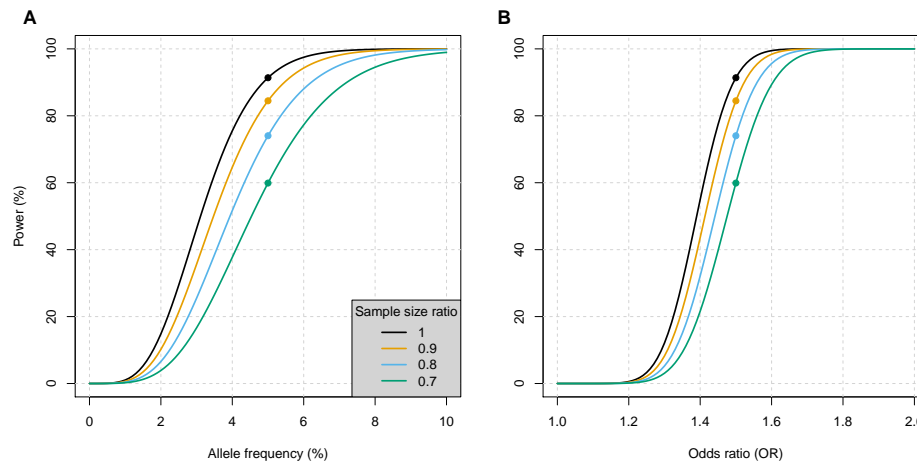 A
B
Power (%)
100
80
60
40
20
0
0 2 4 6 8 10
Allele frequency (%)
Sample size ratio
1
0.9
0.8
0.7
100
80
60
40
20
0
1.0 1.2 1.4 1.6 1.8 2.0
Odds ratio (OR)